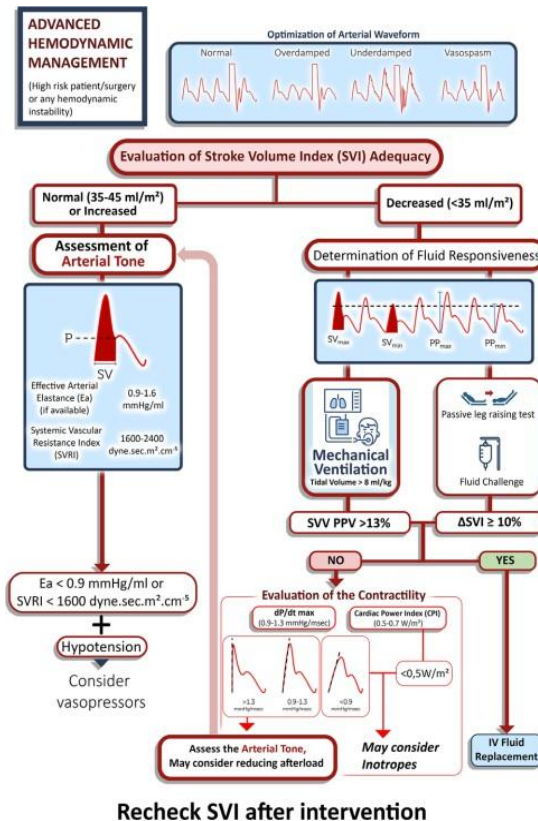 ADVANCED
HEMODYNAMIC
MANAGEMENT
(High risk patient/surgery
or any hemodynamic
instability)
Optimization of Arterial Waveform
Normal Overdamped Underdamped Vasospasm
Evaluation of Stroke Volume Index (SVI) Adequacy
Normal (35-45 ml/m²)
or Increased
Decreased (<35 ml/m²)
Assessment of
Arterial Tone
Determination of Fluid Responsiveness
P
SV
Effective Arterial
Elastance (Ea)
(if available)
0.9-1.6
mmHg/ml
Systemic Vascular
Resistance Index
(SVRI)
1600-2400
dyne.sec.m².cm⁻⁵
SVmax
SVmin
PPmax
PPmin
Mechanical
Ventilation
Tidal Volume > 8 ml/kg
Passive leg raising test
Fluid Challenge
SVV PPV >13%
ΔSVI ≥ 10%
NO
YES
Ea < 0.9 mmHg/ml or
SVRI < 1600 dyne.sec.m².cm⁻⁵
+
Hypotension
Consider
vasopressors
Evaluation of the Contractility
dP/dt max
(0.9-1.3 mmHg/msec)
Cardiac Power Index (CPI)
(0.5-0.7 W/m²)
>1.3
mmHg/msec
0.9-1.3
mmHg/msec
<0.9
mmHg/msec
<0,5W/m²
Assess the Arterial Tone,
May consider reducing afterload
May consider
Inotropes
IV Fluid
Replacement
Recheck SVI after intervention